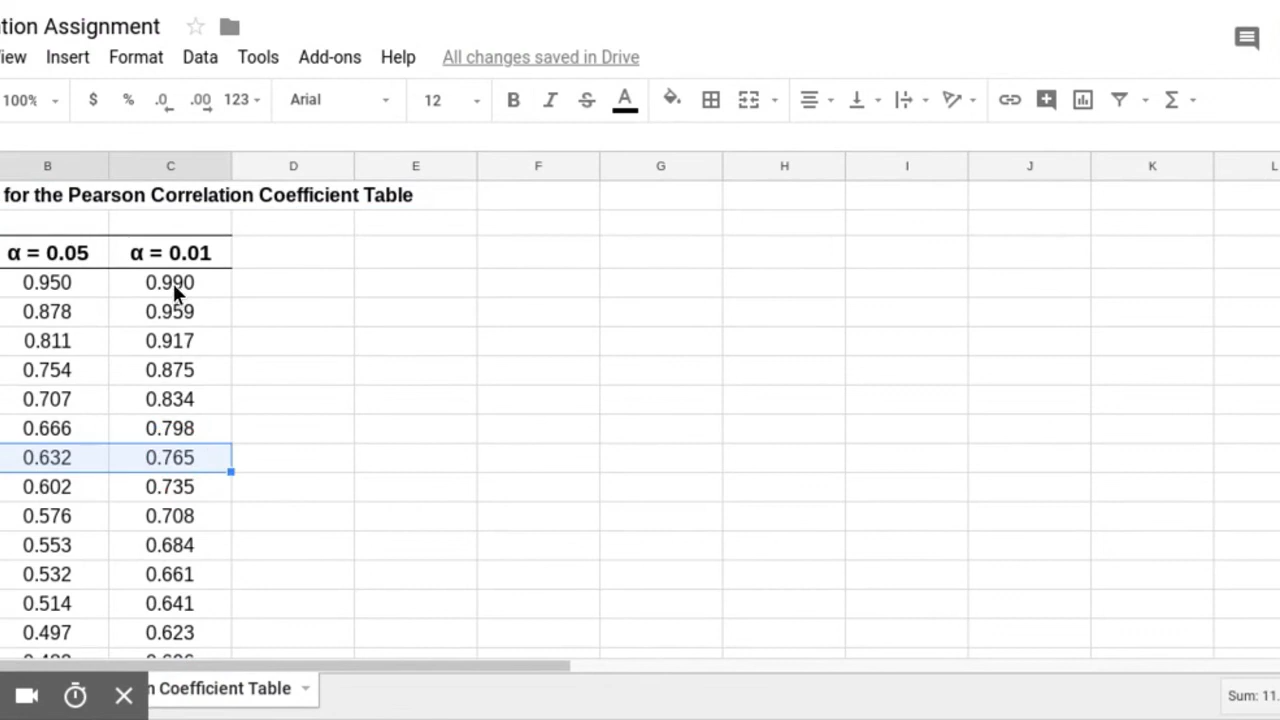 tion Assignment
View Insert Format Data Tools Add-ons Help All changes saved in Drive
100% $ % .0 .00 123 Arial 12 B I S A Σ
B C D E F G H I J K L
for the Pearson Correlation Coefficient Table
α = 0.05 α = 0.01
0.950 0.990
0.878 0.959
0.811 0.917
0.754 0.875
0.707 0.834
0.666 0.798
0.632 0.765
0.602 0.735
0.576 0.708
0.553 0.684
0.532 0.661
0.514 0.641
0.497 0.623
n Coefficient Table
Sum: 11.